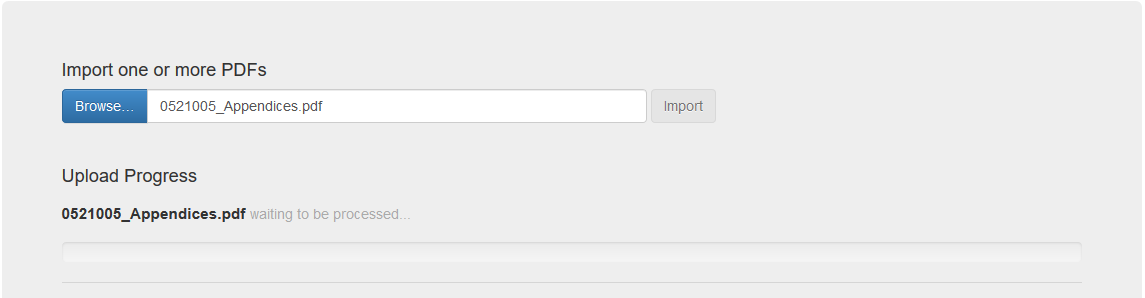 Import one or more PDFs
Browse... 0521005_Appendices.pdf Import
Upload Progress
0521005_Appendices.pdf waiting to be processed...